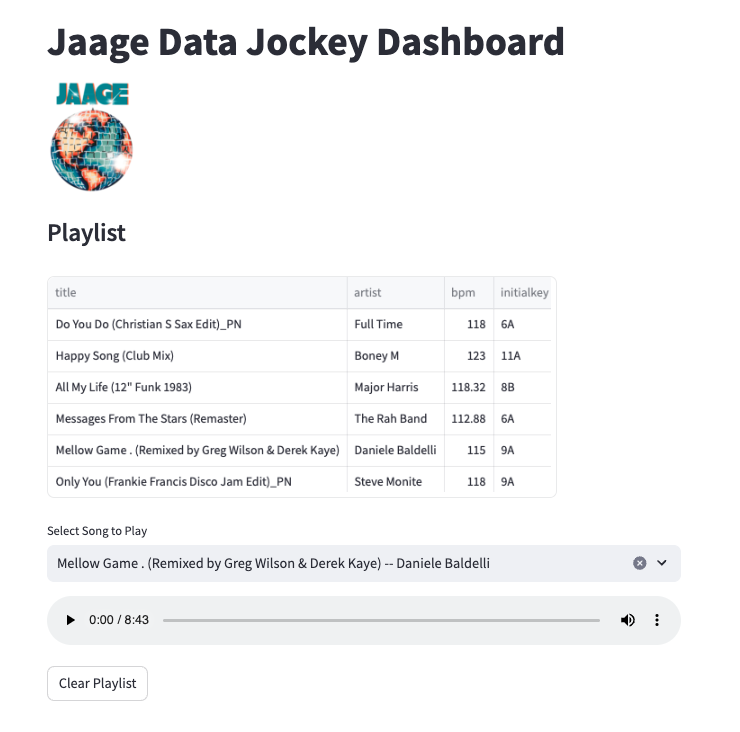 Jaage Data Jockey Dashboard
JAAGE
Playlist
title artist bpm initialkey
Do You Do (Christian S Sax Edit)_PN Full Time 118 6A
Happy Song (Club Mix) Boney M 123 11A
All My Life (12" Funk 1983) Major Harris 118.32 8B
Messages From The Stars (Remaster) The Rah Band 112.88 6A
Mellow Game . (Remixed by Greg Wilson & Derek Kaye) Daniele Baldelli 115 9A
Only You (Frankie Francis Disco Jam Edit)_PN Steve Monite 118 9A
Select Song to Play
Mellow Game . (Remixed by Greg Wilson & Derek Kaye) -- Daniele Baldelli
0:00 / 8:43
Clear Playlist